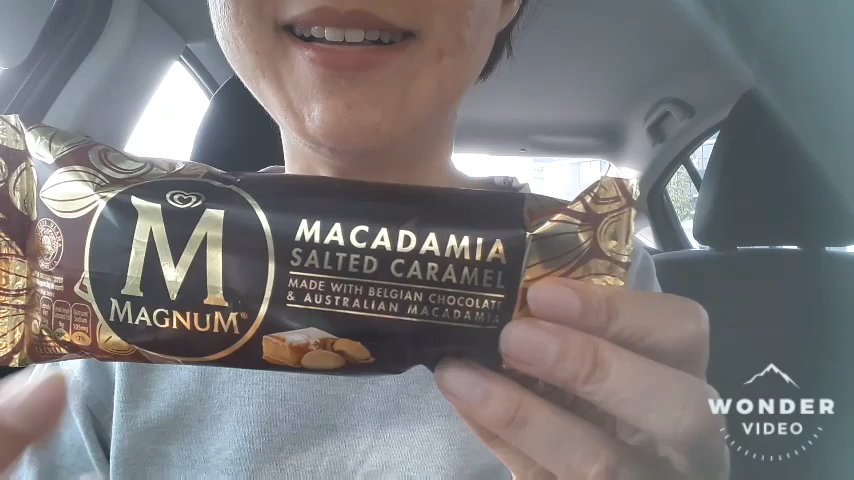 M
MAGNUM®
MACADAMIA
SALTED CARAMEL
MADE WITH BELGIAN CHOCOLATE
& AUSTRALIAN MACADAMIA
WONDER
VIDEO